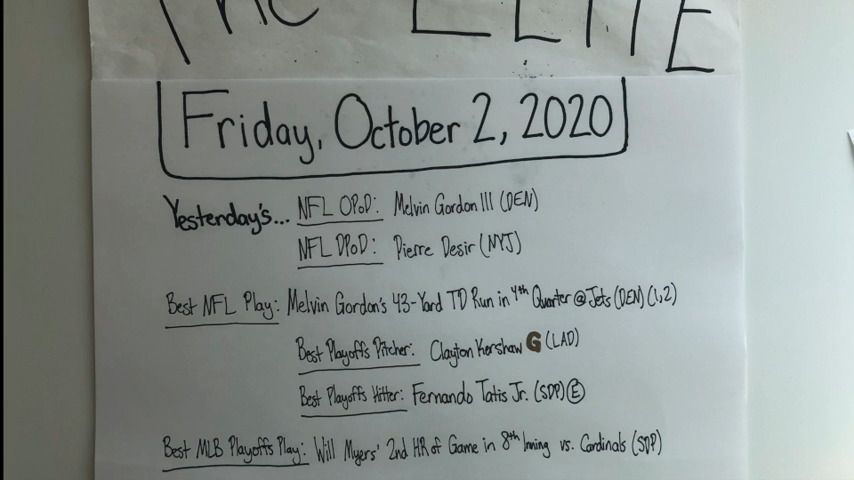 THE ELITE
Friday, October 2, 2020
Yesterday's... NFL OPoD: Melvin Gordon III (DEN)
NFL DPoD: Pierre Desir (NYJ)
Best NFL Play: Melvin Gordon's 43-Yard TD Run in 4th Quarter @ Jets (DEN) (1,2)
Best Playoffs Pitcher: Clayton Kershaw G (LAD)
Best Playoffs Hitter: Fernando Tatis Jr. (SDP) Ⓔ
Best MLB Playoffs Play: Will Myers' 2nd HR of Game in 8th Inning vs. Cardinals (SDP)